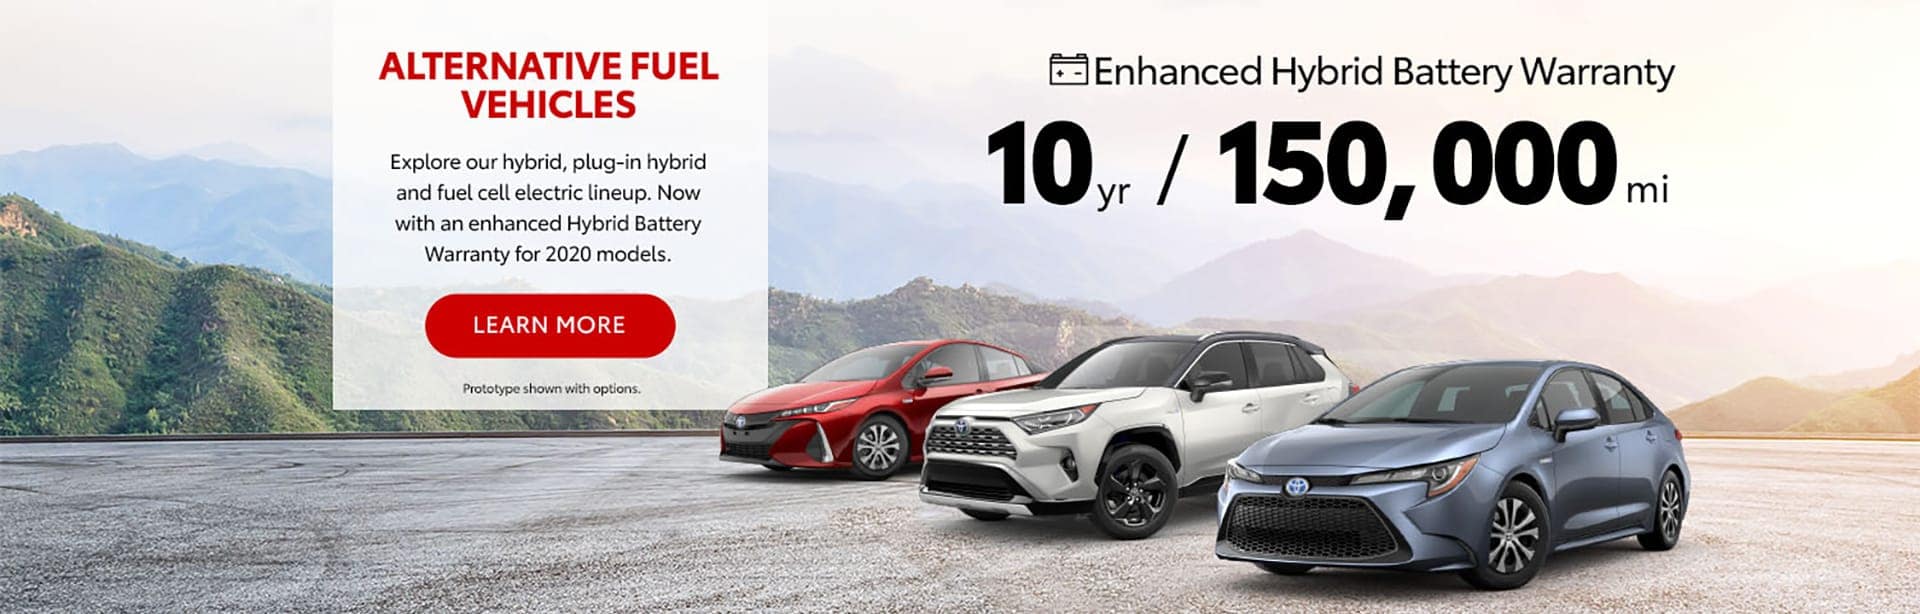 ALTERNATIVE FUEL
VEHICLES
Explore our hybrid, plug-in hybrid
and fuel cell electric lineup. Now
with an enhanced Hybrid Battery
Warranty for 2020 models.
LEARN MORE
Prototype shown with options.
Enhanced Hybrid Battery Warranty
10 yr / 150,000 mi